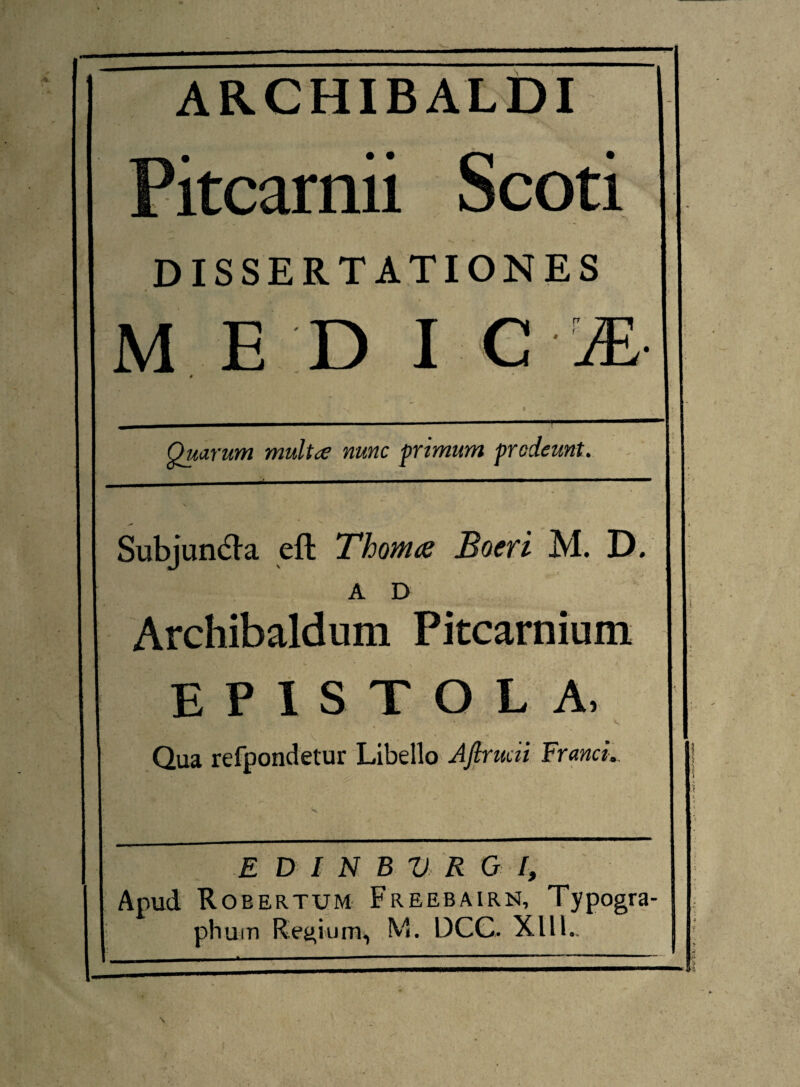 ARCHIBALDI
Pitcarnii Scoti
DISSERTATIONES
MEDICÆ.
Quarum multæ nunc primum prodeunt.
Subjuncta eſt Thomæ Boeri M. D.
AD
Archibaldum Pitcarnium
EPISTOLA,
Qua reſpondetur Libello Aſtrucii Franci.
EDINBVRGI,
Apud ROBERTUM FREEBAIRN, Typogra-
phum Regium, M. DCC. XIII.